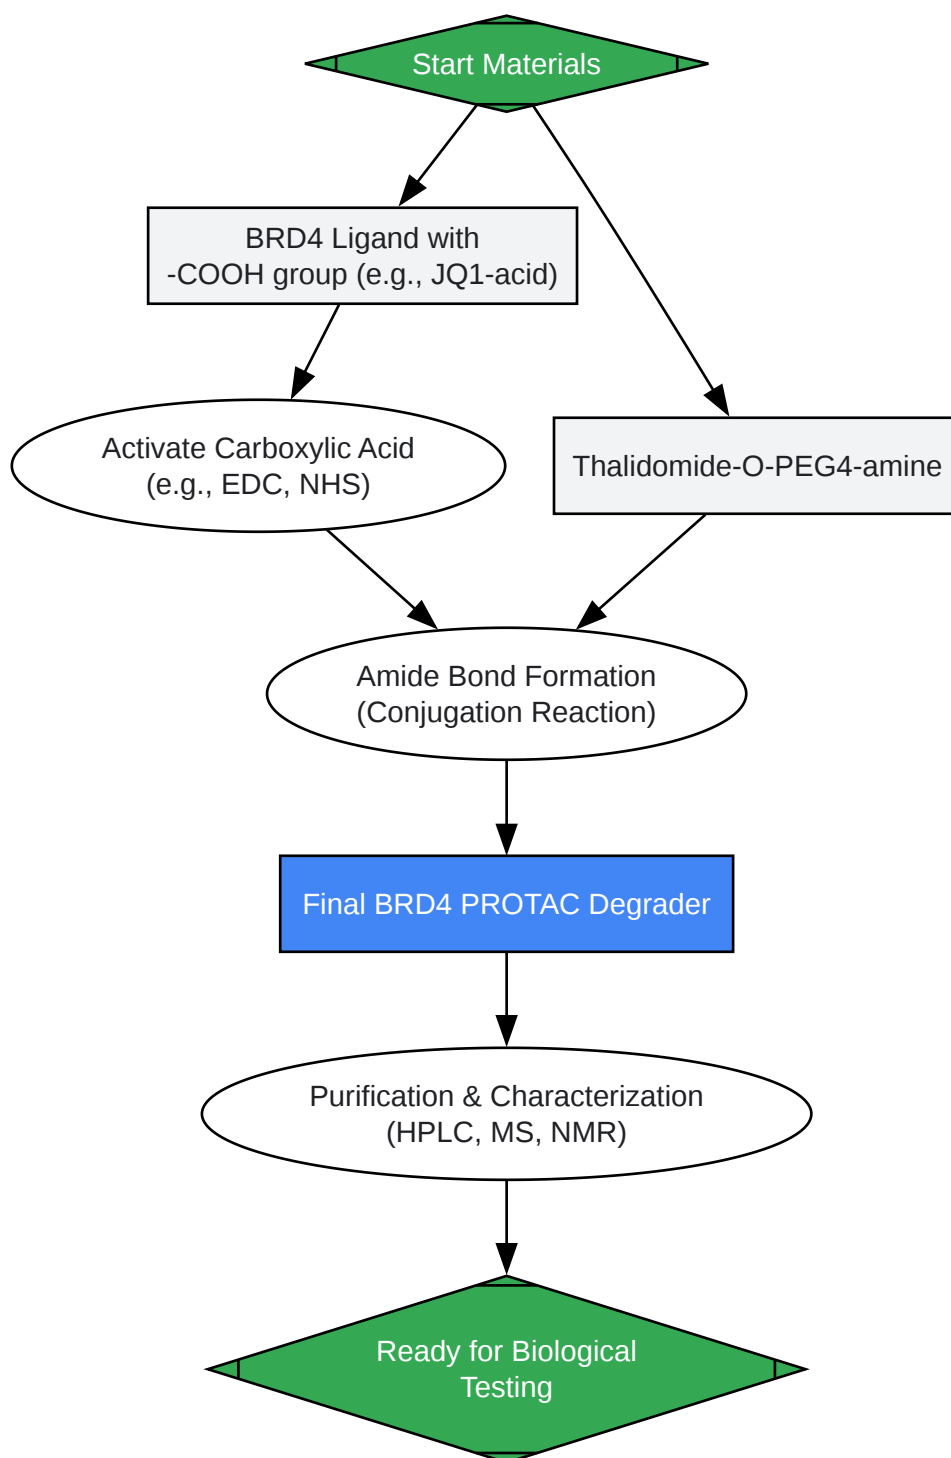 Start Materials
BRD4 Ligand with
-COOH group (e.g., JQ1-acid)
Activate Carboxylic Acid
(e.g., EDC, NHS)
Thalidomide-O-PEG4-amine
Amide Bond Formation
(Conjugation Reaction)
Final BRD4 PROTAC Degrader
Purification & Characterization
(HPLC, MS, NMR)
Ready for Biological
Testing